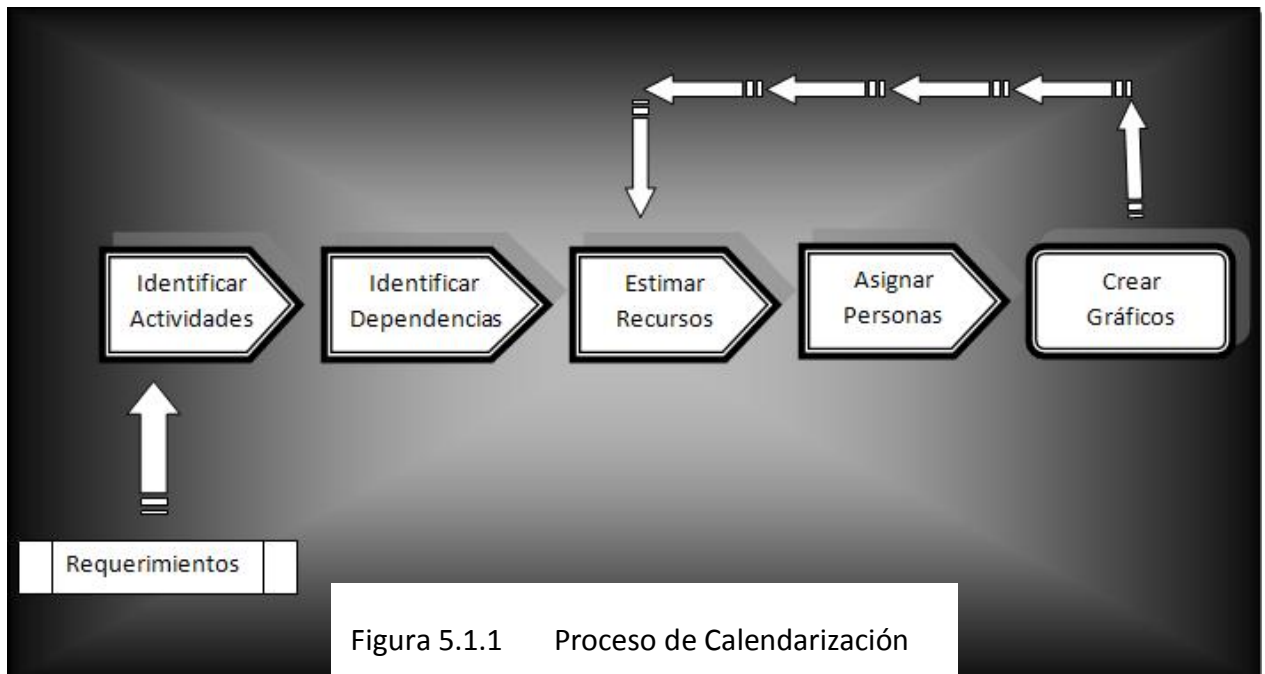 Identificar
Actividades
Identificar
Dependencias
Estimar
Recursos
Asignar
Personas
Crear
Gráficos
Requerimientos
Figura 5.1.1 Proceso de Calendarización